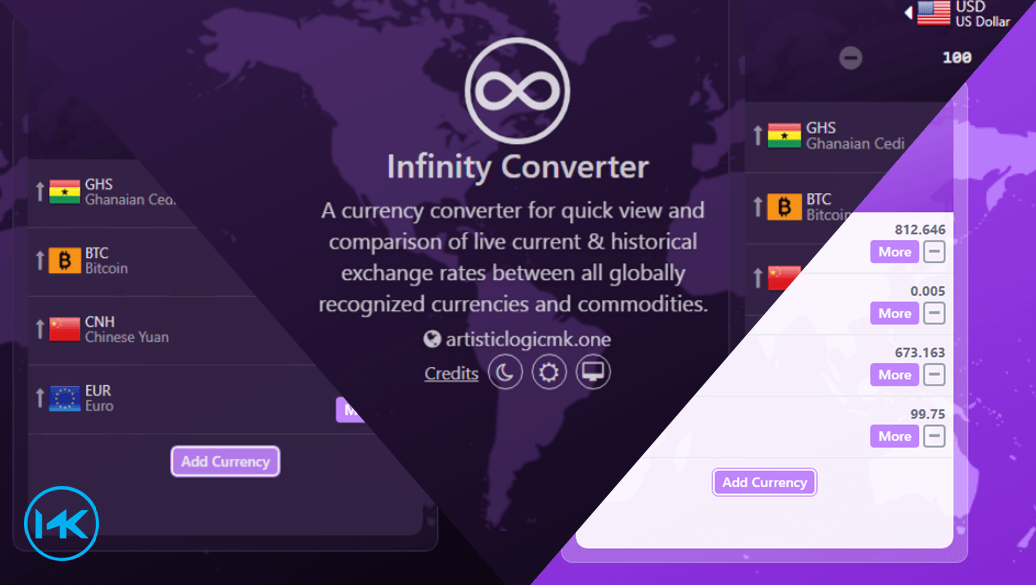 USD
US Dollar
100
Infinity Converter
A currency converter for quick view and
comparison of live current & historical
exchange rates between all globally
recognized currencies and commodities.
artisticlogicmk.one
Credits
GHS
Ghanaian Ced
BTC
Bitcoin
CNH
Chinese Yuan
EUR
Euro
M
Add Currency
GHS
Ghanaian Cedi
BTC
Bitcoin
812.646
More
0.005
More
673.163
More
99.75
More
Add Currency
MK